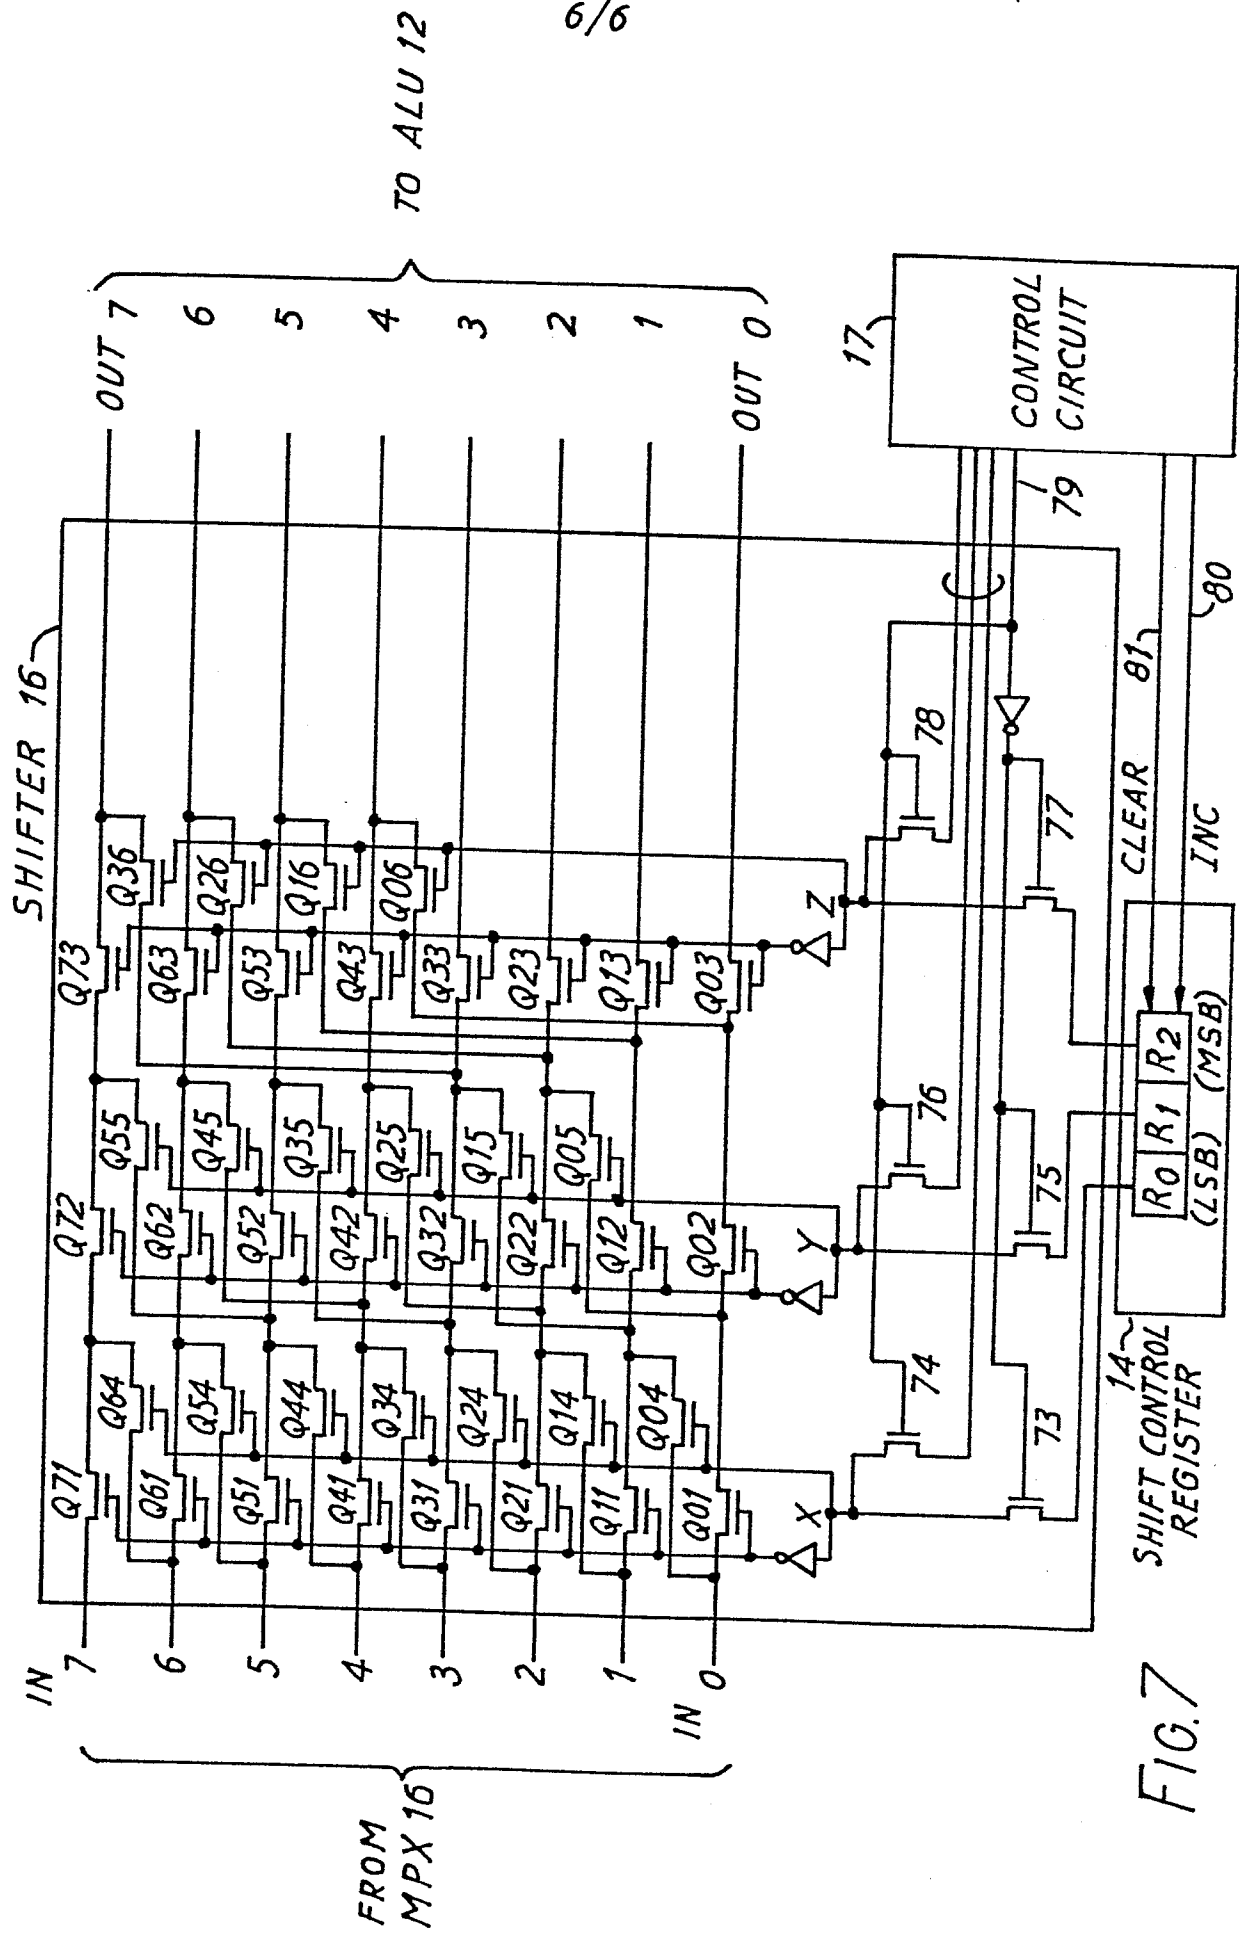 6/6
SHIFTER 16
IN
7
6
5
4
3
2
1
IN 0
FROM
MPX 16
OUT 7
6
5
4
3
2
1
OUT 0
TO ALU 12
Q71
Q64
Q72
Q55
Q73
Q36
Q61
Q54
Q62
Q45
Q63
Q26
Q51
Q44
Q52
Q35
Q53
Q16
Q41
Q34
Q42
Q25
Q43
Q06
Q31
Q24
Q32
Q15
Q33
Q21
Q14
Q22
Q05
Q23
Q11
Q04
Q12
Q13
Q01
Q02
Q03
X
Y
Z
74
76
78
73
75
77
79
17
CONTROL
CIRCUIT
CLEAR 81
INC 80
14
SHIFT CONTROL
REGISTER
R0 R1 R2
(LSB) (MSB)
FIG.7